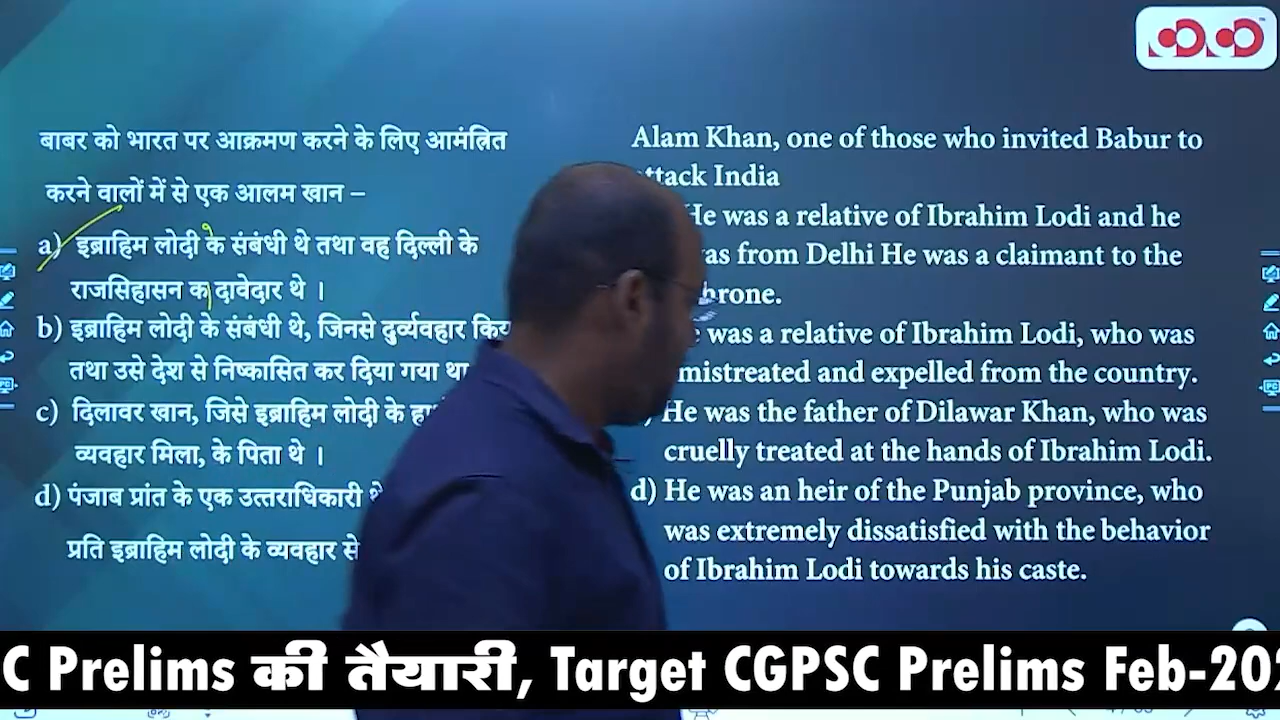 बाबर को भारत पर आक्रमण करने के लिए आमंत्रित
करने वालों में से एक आलम खान –
a) इब्राहिम लोदी के संबंधी थे तथा वह दिल्ली के
राजसिहासन क दावेदार थे ।
b) इब्राहिम लोदी के संबंधी थे, जिनसे दुर्व्यवहार
तथा उसे देश से निष्कासित कर दिया गया था
c) दिलावर खान, जिसे इब्राहिम लोदी के
व्यवहार मिला, के पिता थे ।
d) पंजाब प्रांत के एक उत्तराधिकारी
प्रति इब्राहिम लोदी के व्यवहार से
Alam Khan, one of those who invited Babur to
attack India
He was a relative of Ibrahim Lodi and he
was from Delhi He was a claimant to the
throne.
was a relative of Ibrahim Lodi, who was
mistreated and expelled from the country.
He was the father of Dilawar Khan, who was
cruelly treated at the hands of Ibrahim Lodi.
d) He was an heir of the Punjab province, who
was extremely dissatisfied with the behavior
of Ibrahim Lodi towards his caste.
C Prelims की तैयारी, Target CGPSC Prelims Feb-202